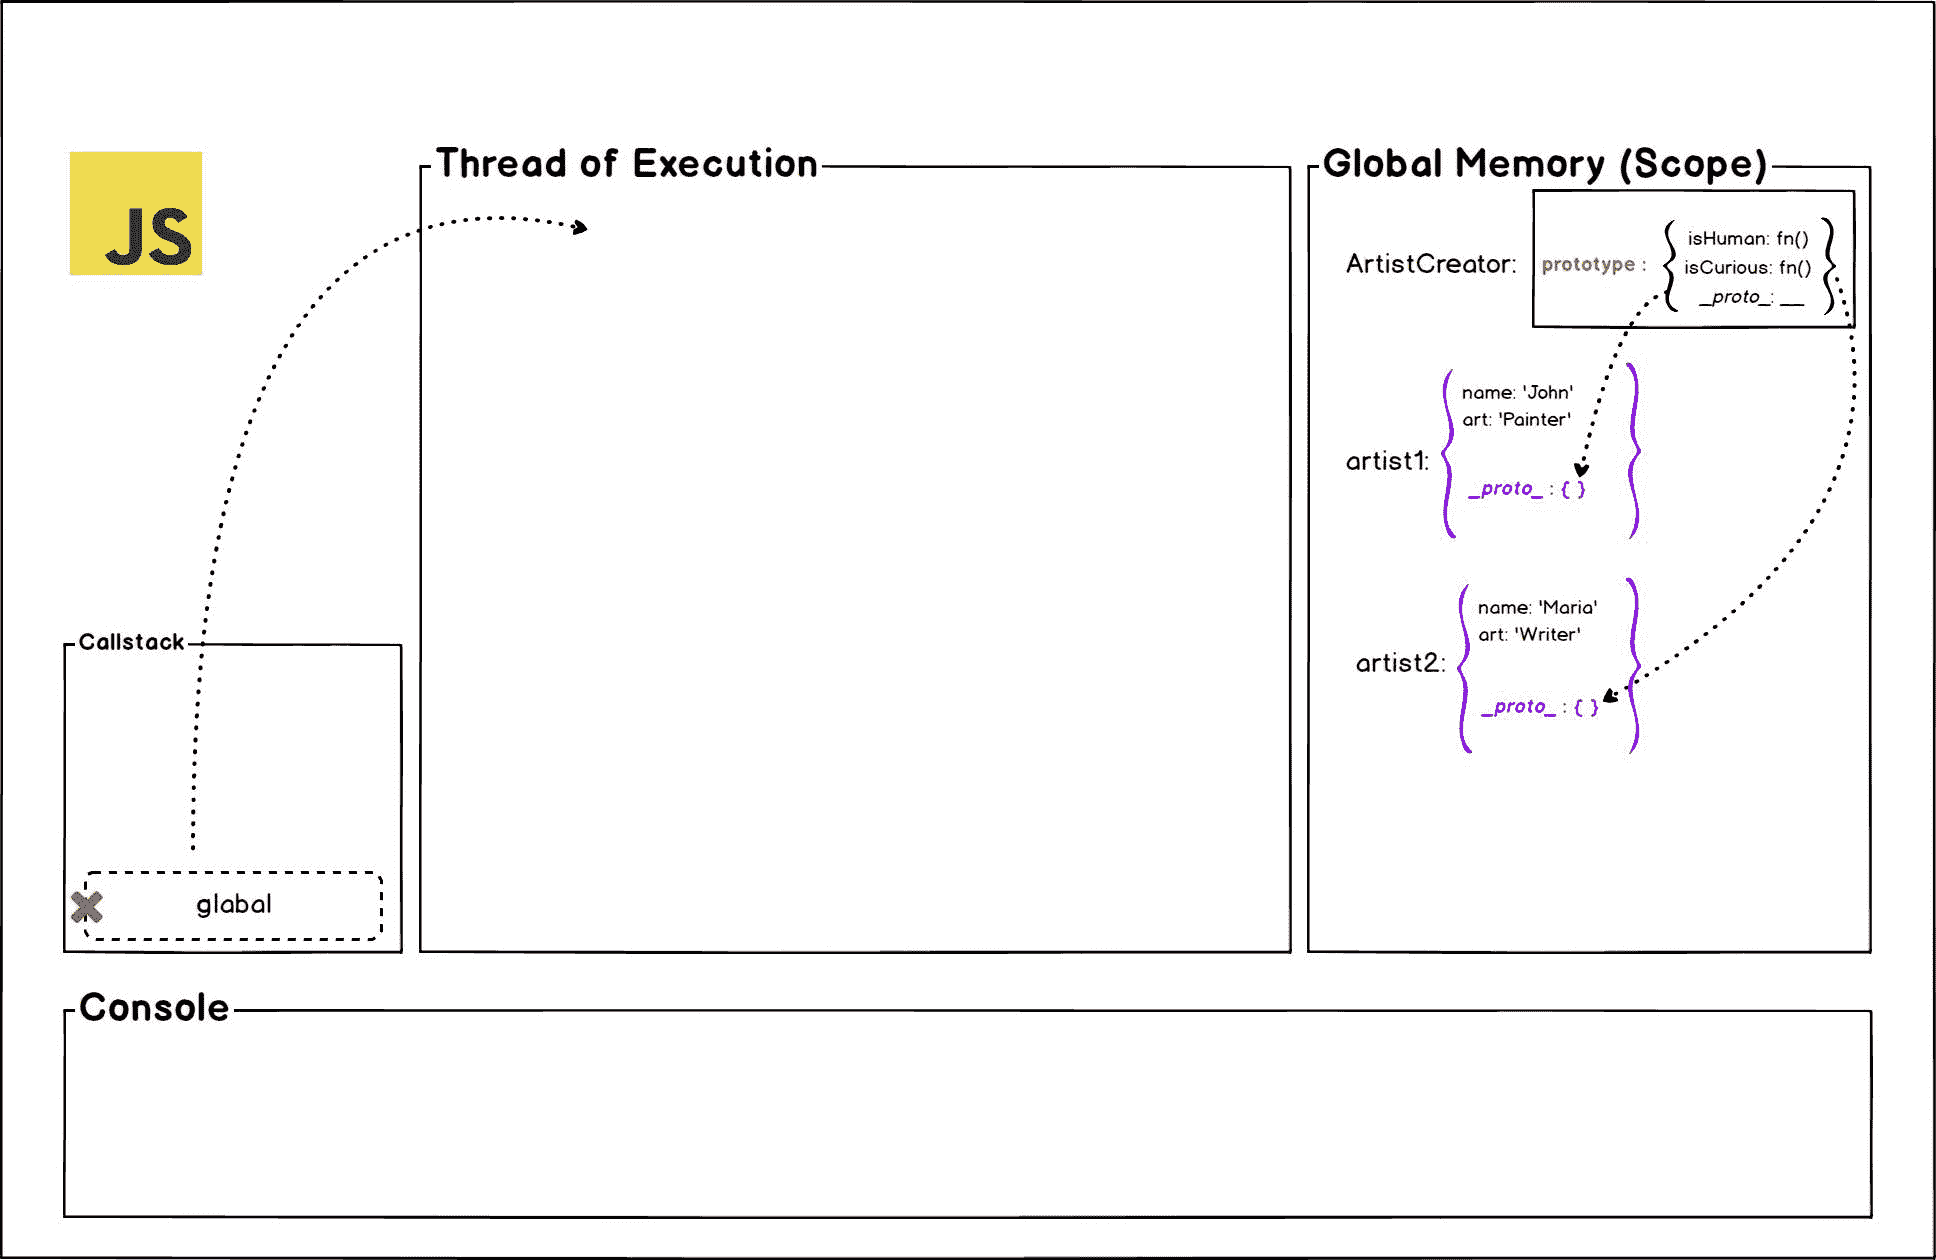 JS
Thread of Execution
Global Memory (Scope)
ArtistCreator:
prototype :
isHuman: fn()
isCurious: fn()
_proto_: __
artist1:
name: 'John'
art: 'Painter'
_proto_ : { }
artist2:
name: 'Maria'
art: 'Writer'
_proto_ : { }
Callstack
glabal
Console